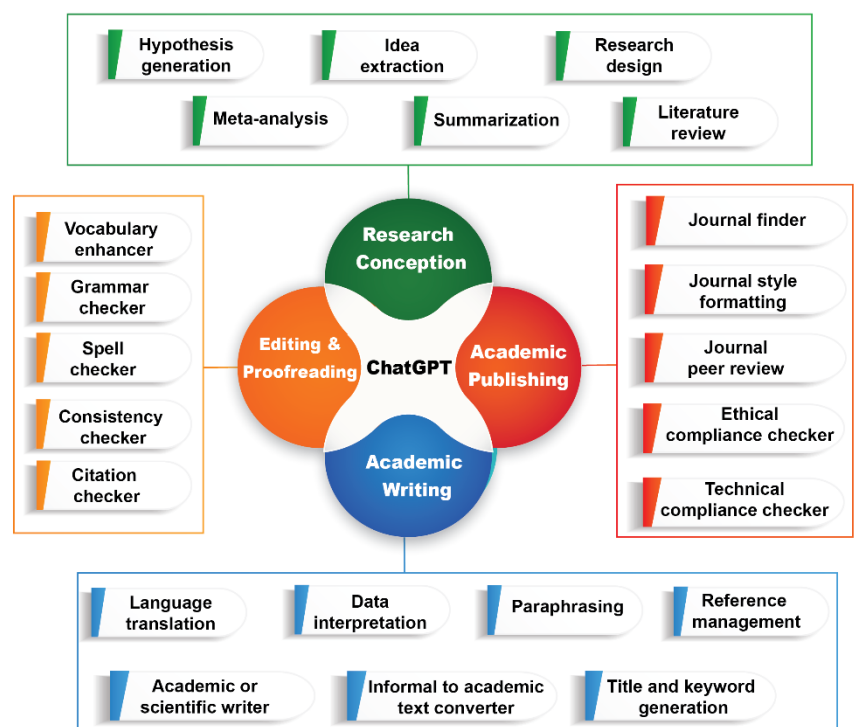 Hypothesis
generation
Idea
extraction
Research
design
Meta-analysis
Summarization
Literature
review
Research
Conception
Vocabulary
enhancer
Grammar
checker
Spell
checker
Consistency
checker
Citation
checker
Editing &
Proofreading
ChatGPT
Academic
Publishing
Journal finder
Journal style
formatting
Journal
peer review
Ethical
compliance checker
Technical
compliance checker
Academic
Writing
Language
translation
Data
interpretation
Paraphrasing
Reference
management
Academic or
scientific writer
Informal to academic
text converter
Title and keyword
generation